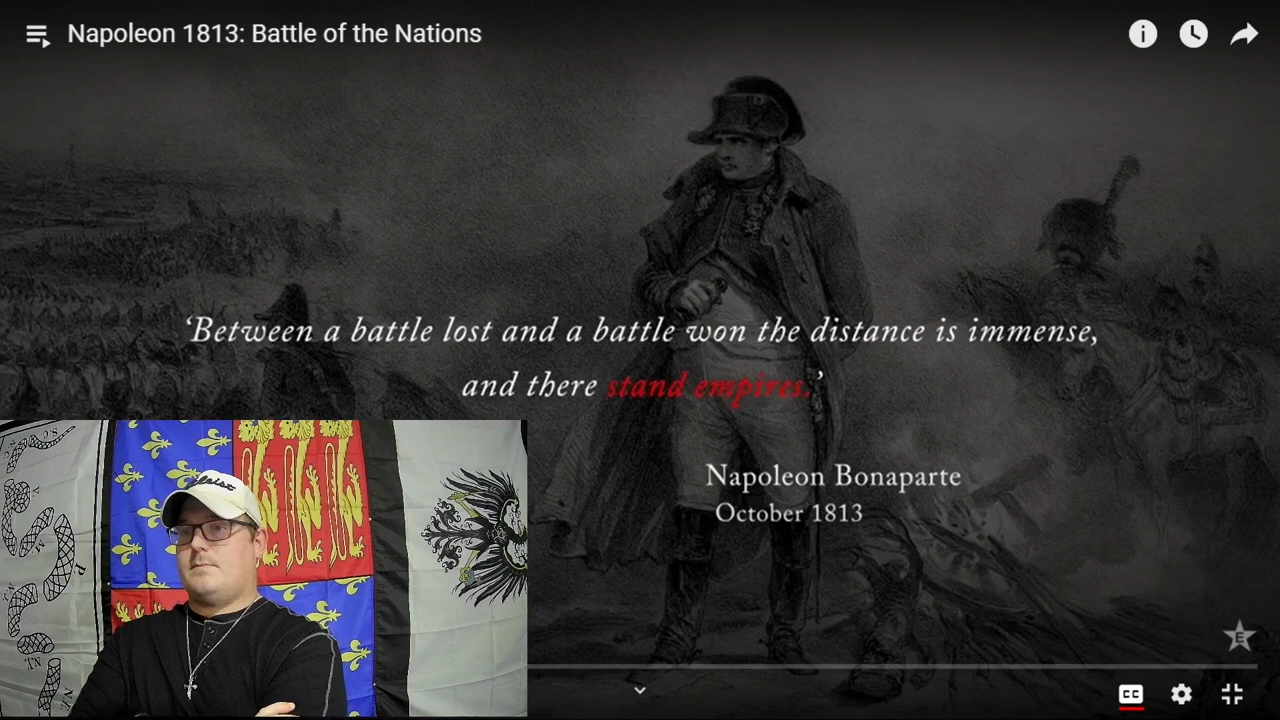 Napoleon 1813: Battle of the Nations
‘Between a battle lost and a battle won the distance is immense,
and there stand empires.’
Napoleon Bonaparte
October 1813
E
CC
S.C.
N.C.
V.
M.
P.
N.J.
N.Y.
N.E.